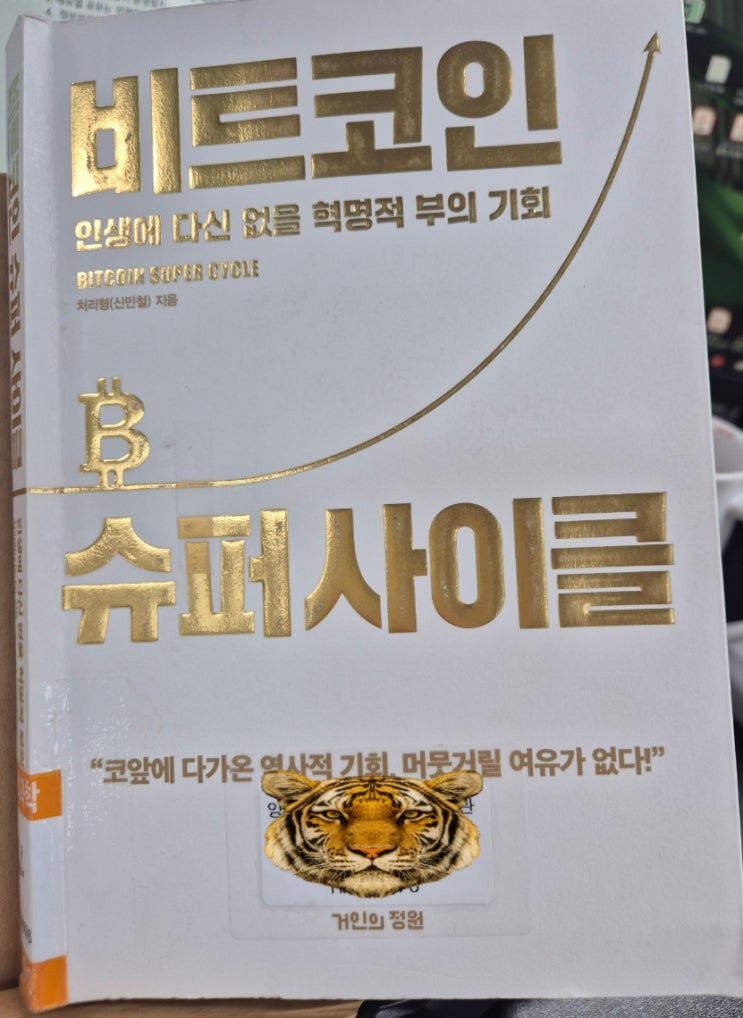 비트코인
인생에 다신 없을 혁명적 부의 기회
BITCOIN SUPER CYCLE
처리형(신민철) 지음
슈퍼 사이클
“코앞에 다가온 역사적 기회, 머뭇거릴 여유가 없다!”
거인의 정원